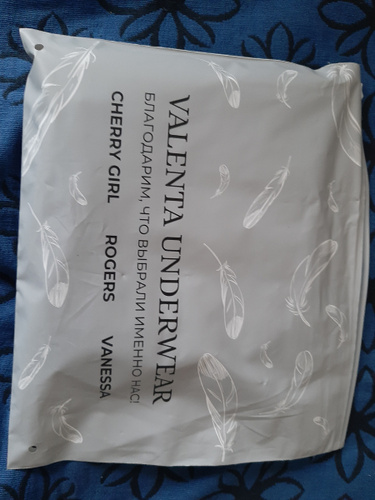 VALENTA UNDERWEAR
БЛАГОДАРИМ, ЧТО ВЫБРАЛИ ИМЕННО НАС!
CHERRY GIRL ROGERS VANESSA